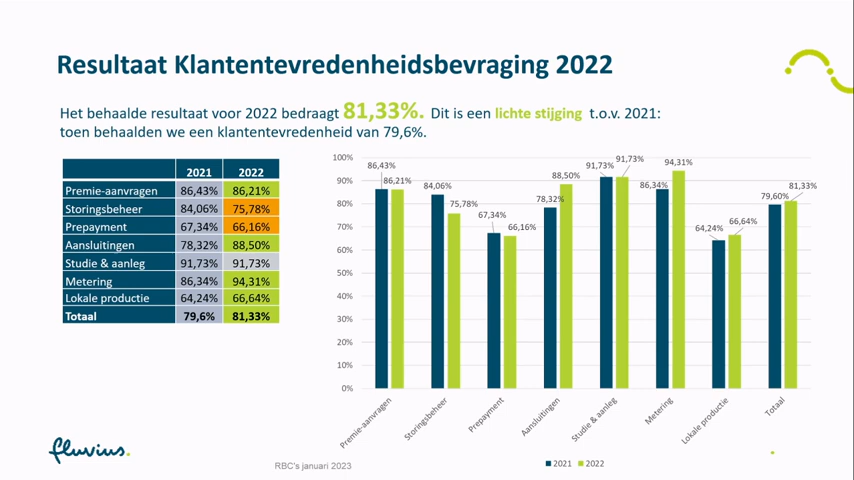 Resultaat Klantentevredenheidsbevraging 2022
Het behaalde resultaat voor 2022 bedraagt 81,33%. Dit is een lichte stijging t.o.v. 2021:
toen behaalden we een klantentevredenheid van 79,6%.
2021 2022
Premie-aanvragen 86,43% 86,21%
Storingsbeheer 84,06% 75,78%
Prepayment 67,34% 66,16%
Aansluitingen 78,32% 88,50%
Studie & aanleg 91,73% 91,73%
Metering 86,34% 94,31%
Lokale productie 64,24% 66,64%
Totaal 79,6% 81,33%
100%
90%
80%
70%
60%
50%
40%
30%
20%
10%
0%
86,43%
86,21%
84,06%
75,78%
67,34%
66,16%
78,32%
88,50%
91,73%
91,73%
86,34%
94,31%
64,24%
66,64%
79,60%
81,33%
Premie-aanvragen
Storingsbeheer
Prepayment
Aansluitingen
Studie & aanleg
Metering
Lokale productie
Totaal
2021 2022
fluvius.
RBC's januari 2023